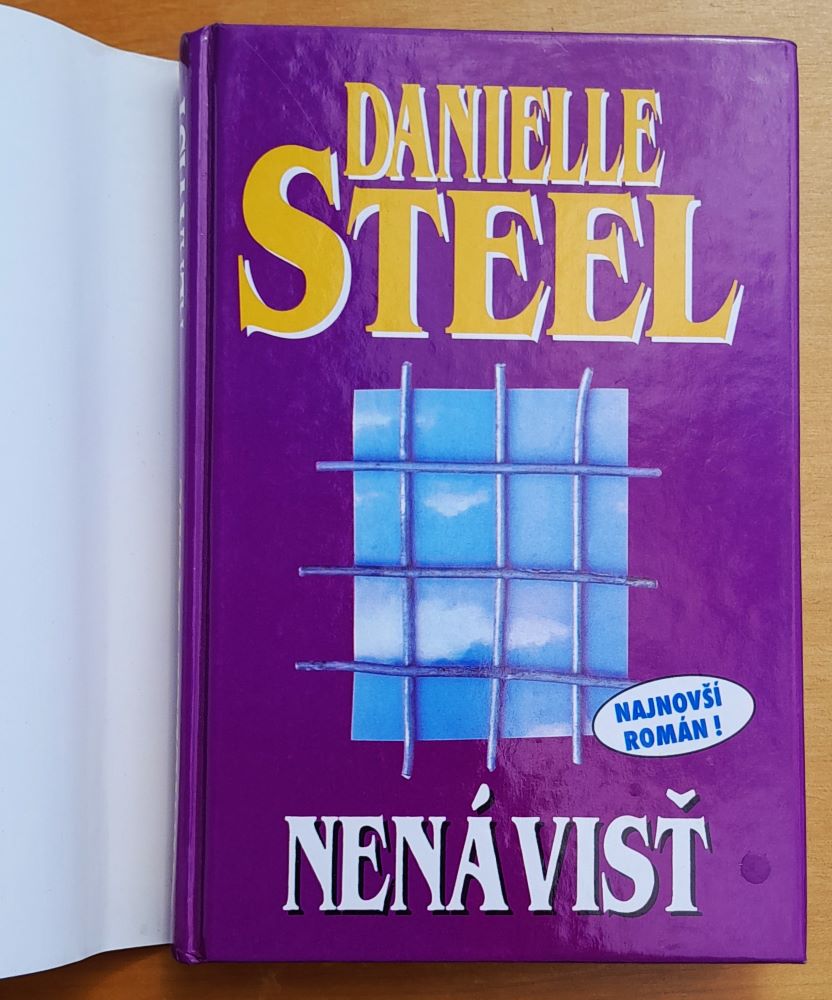 DANIELLE
STEEL
NAJNOVŠÍ
ROMÁN !
NENÁVISŤ